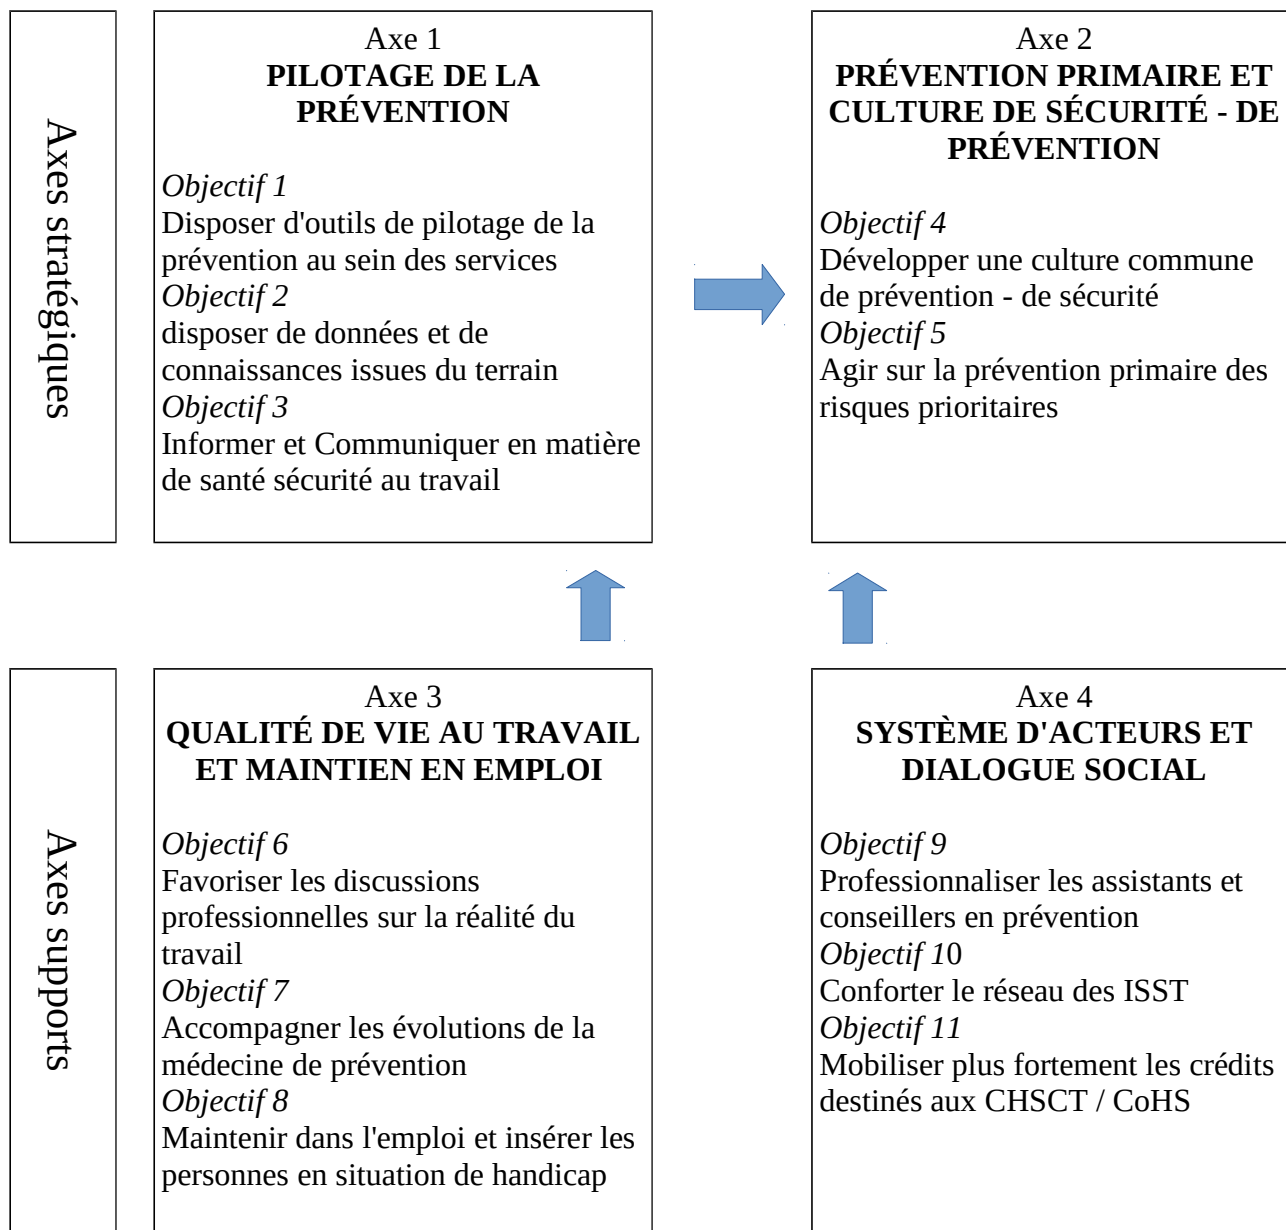 Axes stratégiques
Axe 1
PILOTAGE DE LA
PRÉVENTION
Objectif 1
Disposer d'outils de pilotage de la
prévention au sein des services
Objectif 2
disposer de données et de
connaissances issues du terrain
Objectif 3
Informer et Communiquer en matière
de santé sécurité au travail
Axe 2
PRÉVENTION PRIMAIRE ET
CULTURE DE SÉCURITÉ - DE
PRÉVENTION
Objectif 4
Développer une culture commune
de prévention - de sécurité
Objectif 5
Agir sur la prévention primaire des
risques prioritaires
Axes supports
Axe 3
QUALITÉ DE VIE AU TRAVAIL
ET MAINTIEN EN EMPLOI
Objectif 6
Favoriser les discussions
professionnelles sur la réalité du
travail
Objectif 7
Accompagner les évolutions de la
médecine de prévention
Objectif 8
Maintenir dans l'emploi et insérer les
personnes en situation de handicap
Axe 4
SYSTÈME D'ACTEURS ET
DIALOGUE SOCIAL
Objectif 9
Professionnaliser les assistants et
conseillers en prévention
Objectif 10
Conforter le réseau des ISST
Objectif 11
Mobiliser plus fortement les crédits
destinés aux CHSCT / CoHS